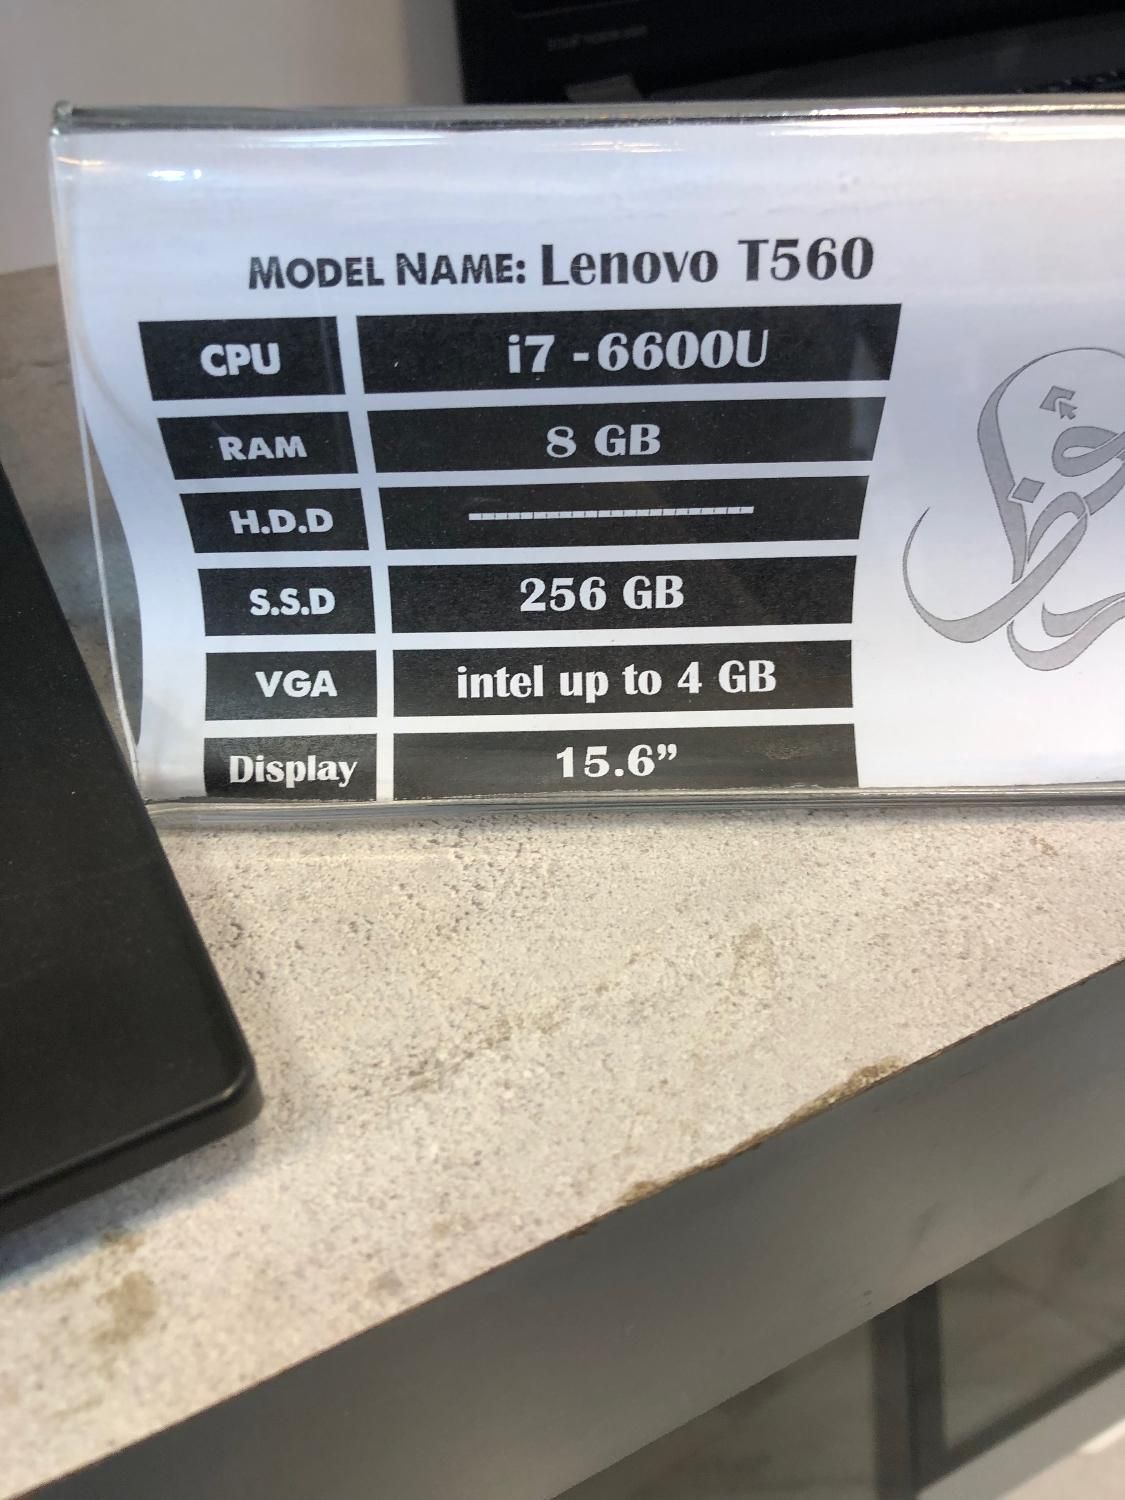 MODEL NAME: Lenovo T560
CPU i7 -6600U
RAM 8 GB
H.D.D -----------------
S.S.D 256 GB
VGA intel up to 4 GB
Display 15.6”